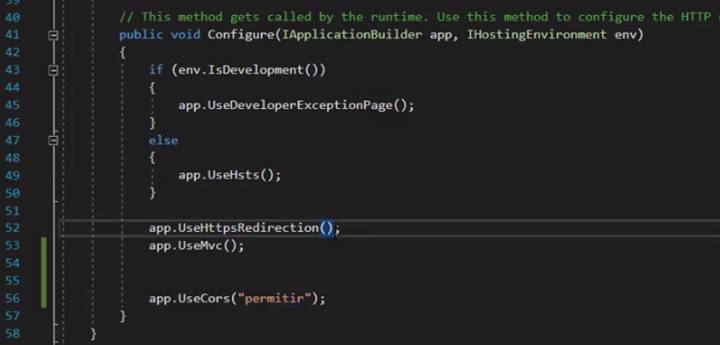 39
40 // This method gets called by the runtime. Use this method to configure the HTTP
41 public void Configure(IApplicationBuilder app, IHostingEnvironment env)
42 {
43 if (env.IsDevelopment())
44 {
45 app.UseDeveloperExceptionPage();
46 }
47 else
48 {
49 app.UseHsts();
50 }
51
52 app.UseHttpsRedirection();
53 app.UseMvc();
54
55
56 app.UseCors("permitir");
57 }
58 }